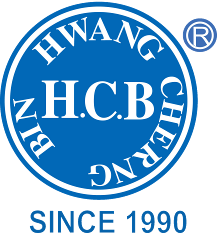 HWANG CHERNG BIN
H.C.B
®
SINCE 1990